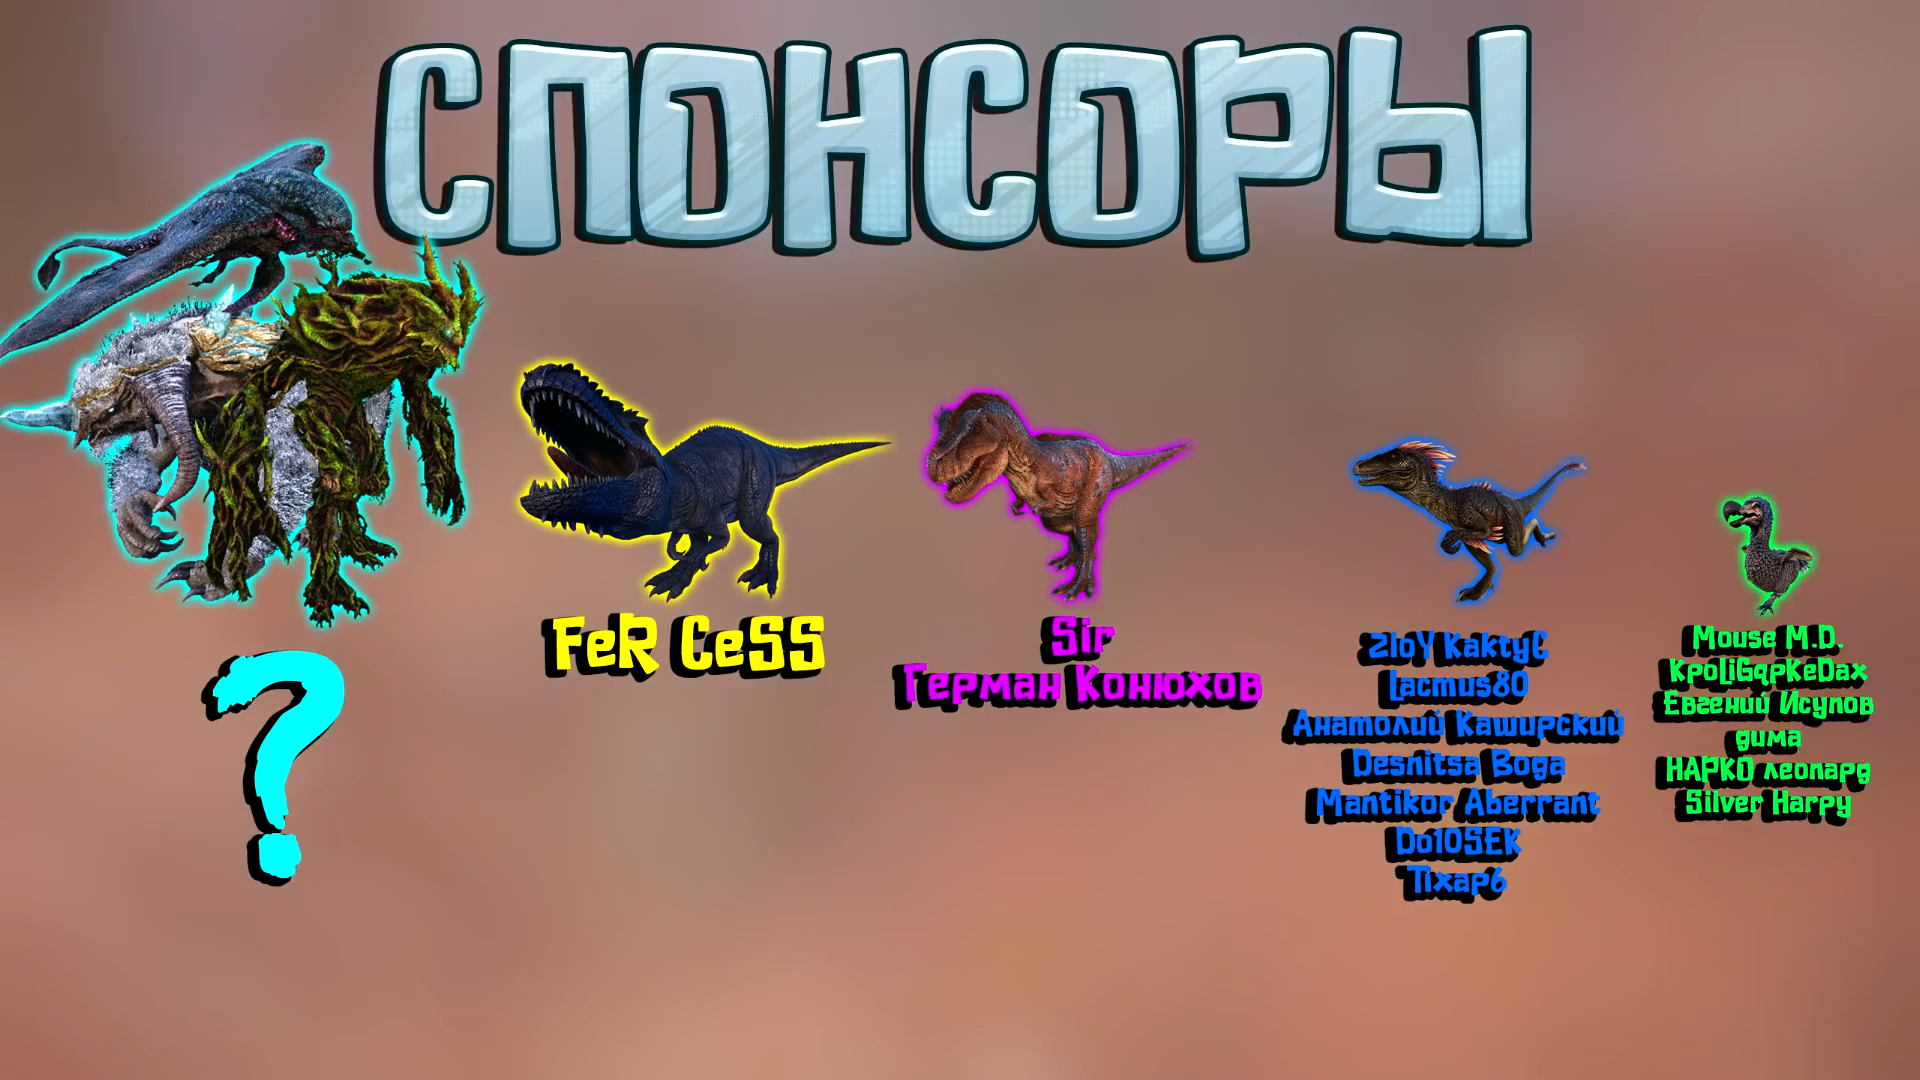 СПОНСОРЫ
?
FeR CeSS
Sir
Герман Конюхов
ZloY KaktyC
Lacmus80
Анатолий Каширский
Desnitsa Boga
Mantikor Aberrant
Do10SEK
Tixap6
Mouse M.D.
KpoLiGqpKeDax
Евгений Исупов
дима
НАРКО леопард
Silver Harpy